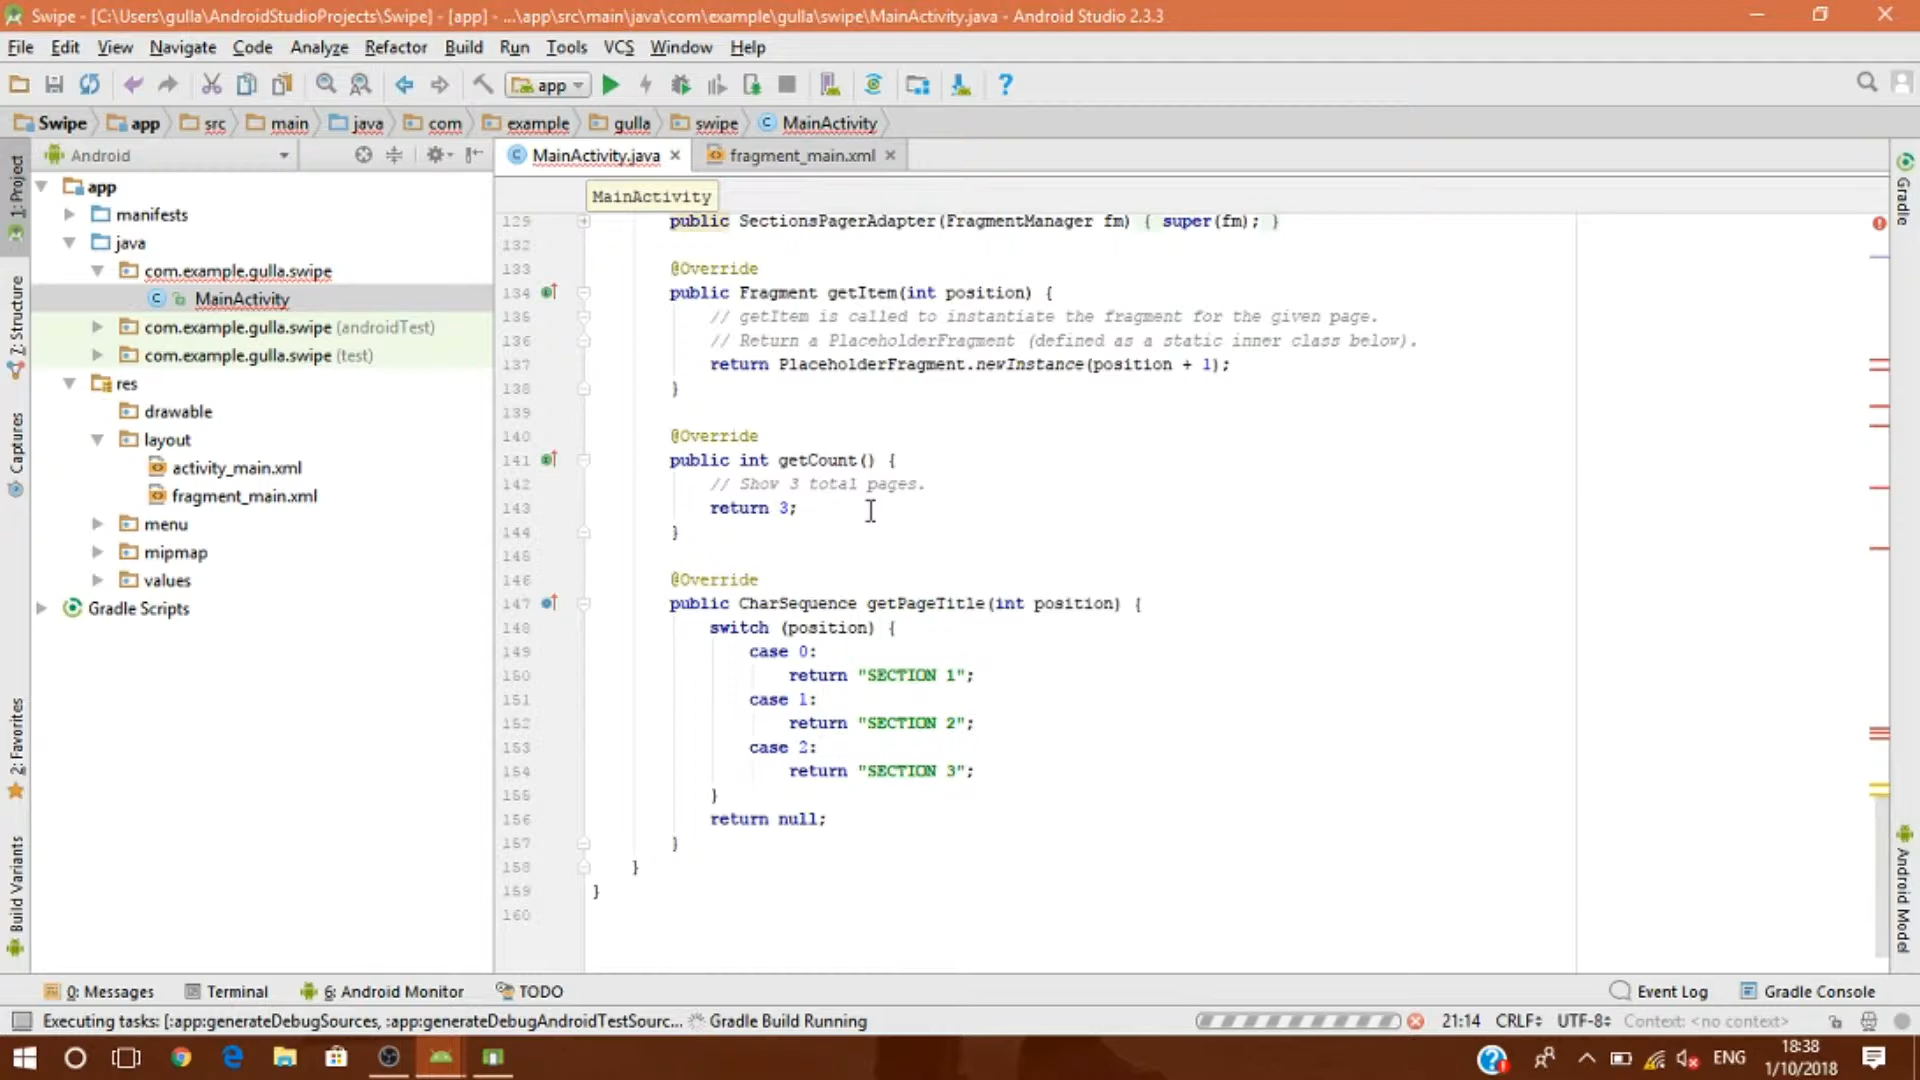 Swipe - [C:\Users\gulla\AndroidStudioProjects\Swipe] - [app] - ...\app\src\main\java\com\example\gulla\swipe\MainActivity.java - Android Studio 2.3.3
File Edit View Navigate Code Analyze Refactor Build Run Tools VCS Window Help
app
Swipe app src main java com example gulla swipe MainActivity
Android
MainActivity.java fragment_main.xml
MainActivity
1: Project
7: Structure
Captures
2: Favorites
Build Variants
app
manifests
java
com.example.gulla.swipe
MainActivity
com.example.gulla.swipe (androidTest)
com.example.gulla.swipe (test)
res
drawable
layout
activity_main.xml
fragment_main.xml
menu
mipmap
values
Gradle Scripts
129 public SectionsPagerAdapter(FragmentManager fm) { super(fm); }
132
133 @Override
134 public Fragment getItem(int position) {
135 // getItem is called to instantiate the fragment for the given page.
136 // Return a PlaceholderFragment (defined as a static inner class below).
137 return PlaceholderFragment.newInstance(position + 1);
138 }
139
140 @Override
141 public int getCount() {
142 // Show 3 total pages.
143 return 3;
144 }
145
146 @Override
147 public CharSequence getPageTitle(int position) {
148 switch (position) {
149 case 0:
150 return "SECTION 1";
151 case 1:
152 return "SECTION 2";
153 case 2:
154 return "SECTION 3";
155 }
156 return null;
157 }
158 }
159 }
160
Gradle
Android Model
0: Messages Terminal 6: Android Monitor TODO Event Log Gradle Console
Executing tasks: [:app:generateDebugSources, :app:generateDebugAndroidTestSourc... Gradle Build Running 21:14 CRLF UTF-8 Context: <no context>
ENG
18:38
1/10/2018